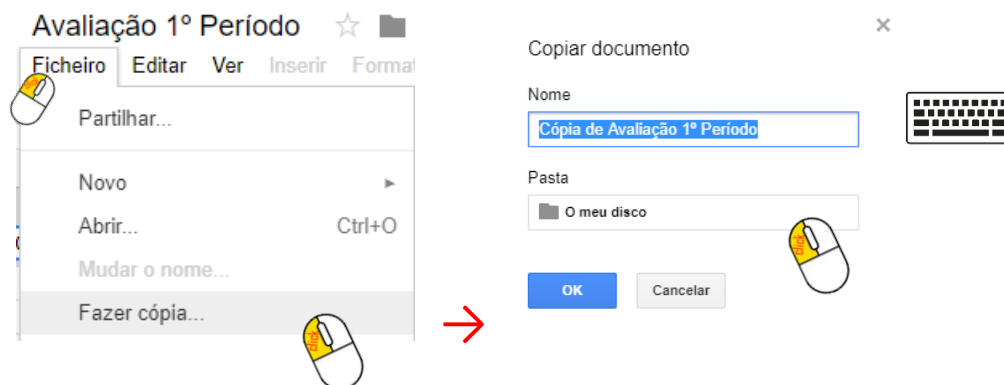 Avaliação 1º Período
Ficheiro Editar Ver Inserir Format
click
Partilhar...
Novo
Abrir... Ctrl+O
Mudar o nome...
Fazer cópia...
click
Copiar documento
Nome
Cópia de Avaliação 1º Período
Pasta
O meu disco
click
OK Cancelar